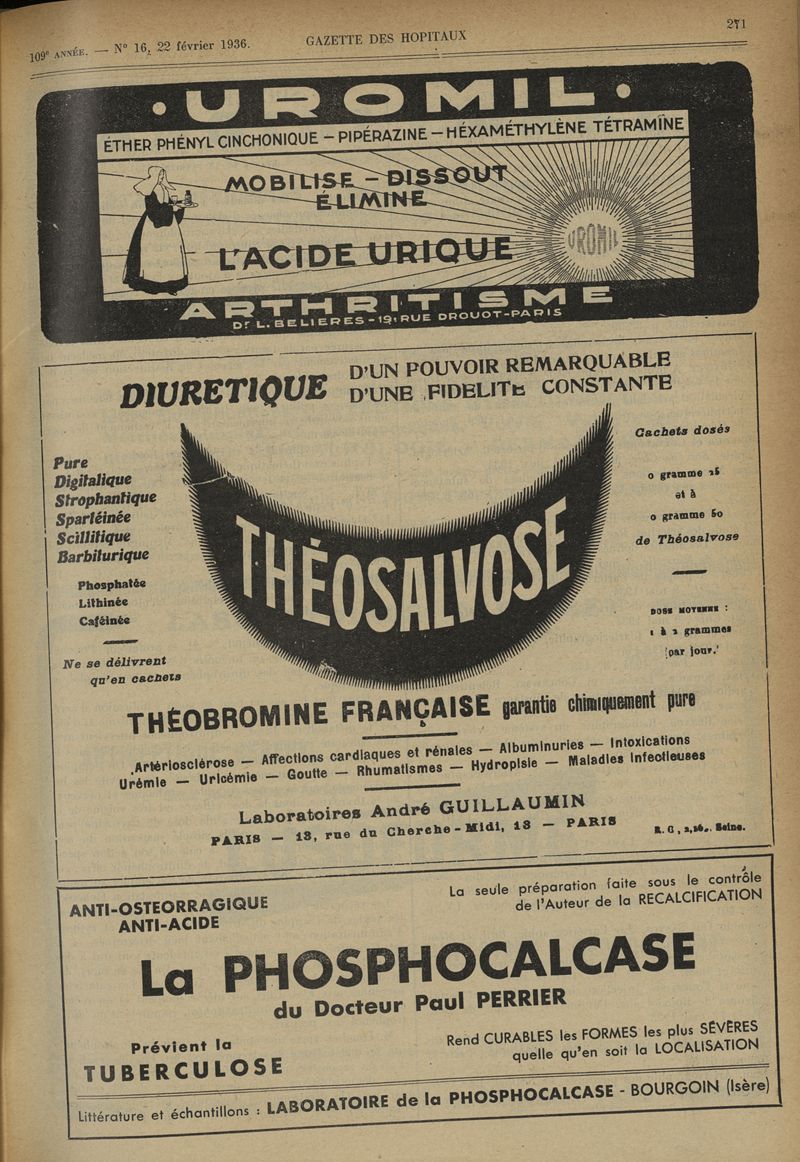 109e ANNÉE. — N° 16, 22 février 1936.
GAZETTE DES HOPITAUX
271
· UROMIL ·
ÉTHER PHÉNYL CINCHONIQUE – PIPÉRAZINE – HÉXAMÉTHYLÈNE TÉTRAMÎNE
MOBILISE – DISSOUT
ÉLIMINE
L'ACIDE URIQUE
UROMIL
ARTHRITISME
Dr L. BELIERES - 19, RUE DROUOT - PARIS
DIURETIQUE
D'UN POUVOIR REMARQUABLE
D'UNE FIDELITE CONSTANTE
Pure
Digitalique
Strophantique
Spartéinée
Scillitique
Barbiturique
Phosphatée
Lithinée
Caféinée
Ne se délivrent
qu'en cachets
THÉOSALVOSE
Cachets dosés
0 gramme 25
et à
0 gramme 50
de Théosalvose
DOSE MOYENNE :
1 à 2 grammes
par jour.
THÉOBROMINE FRANÇAISE garantie chimiquement pure
Artériosclérose — Affections cardiaques et rénales — Albuminuries — Intoxications
Urémie — Uricémie — Goutte — Rhumatismes — Hydropisie — Maladies infectieuses
Laboratoires André GUILLAUMIN
PARIS — 13, rue du Cherche-Midi, 13 — PARIS
R. C. Seine.
ANTI-OSTEORRAGIQUE
ANTI-ACIDE
La seule préparation faite sous le contrôle
de l'Auteur de la RECALCIFICATION
La PHOSPHOCALCASE
du Docteur Paul PERRIER
Prévient la
TUBERCULOSE
Rend CURABLES les FORMES les plus SÉVÈRES
quelle qu'en soit la LOCALISATION
Littérature et échantillons : LABORATOIRE de la PHOSPHOCALCASE - BOURGOIN (Isère)